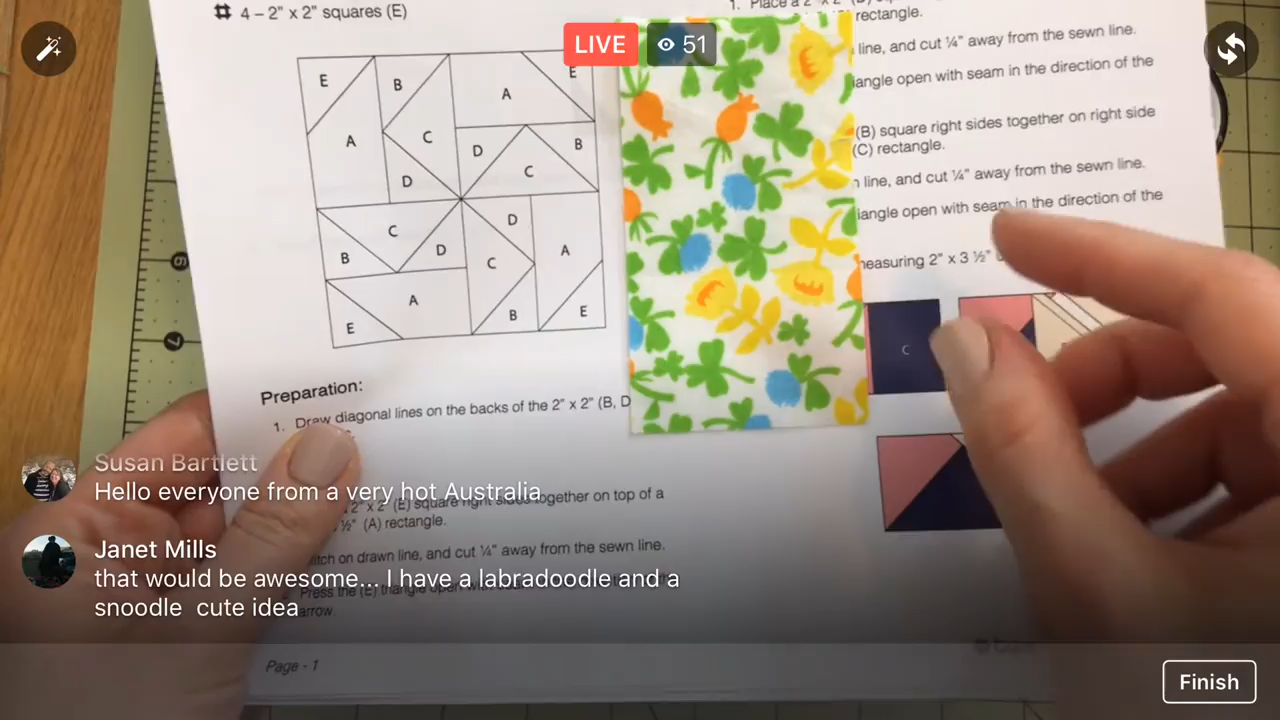 4 – 2" x 2" squares (E)
1. Place a 2" x 2"
rectangle.
line, and cut ¼" away from the sewn line.
iangle open with seam in the direction of the
(B) square right sides together on right side
(C) rectangle.
line, and cut ¼" away from the sewn line.
iangle open with seam in the direction of the
measuring 2" x 3 ½"
LIVE
51
E
B
A
E
A
C
D
B
D
C
C
D
B
D
C
A
A
B
E
E
C
6
7
Preparation:
1. Draw diagonal lines on the backs of the 2" x 2" (B, D
2" x 2" (E) square right sides together on top of a
½" (A) rectangle.
stitch on drawn line, and cut ¼" away from the sewn line.
Press the (E) triangle open
arrow.
Page - 1
Susan Bartlett
Hello everyone from a very hot Australia
Janet Mills
that would be awesome... I have a labradoodle and a
snoodle cute idea
Finish